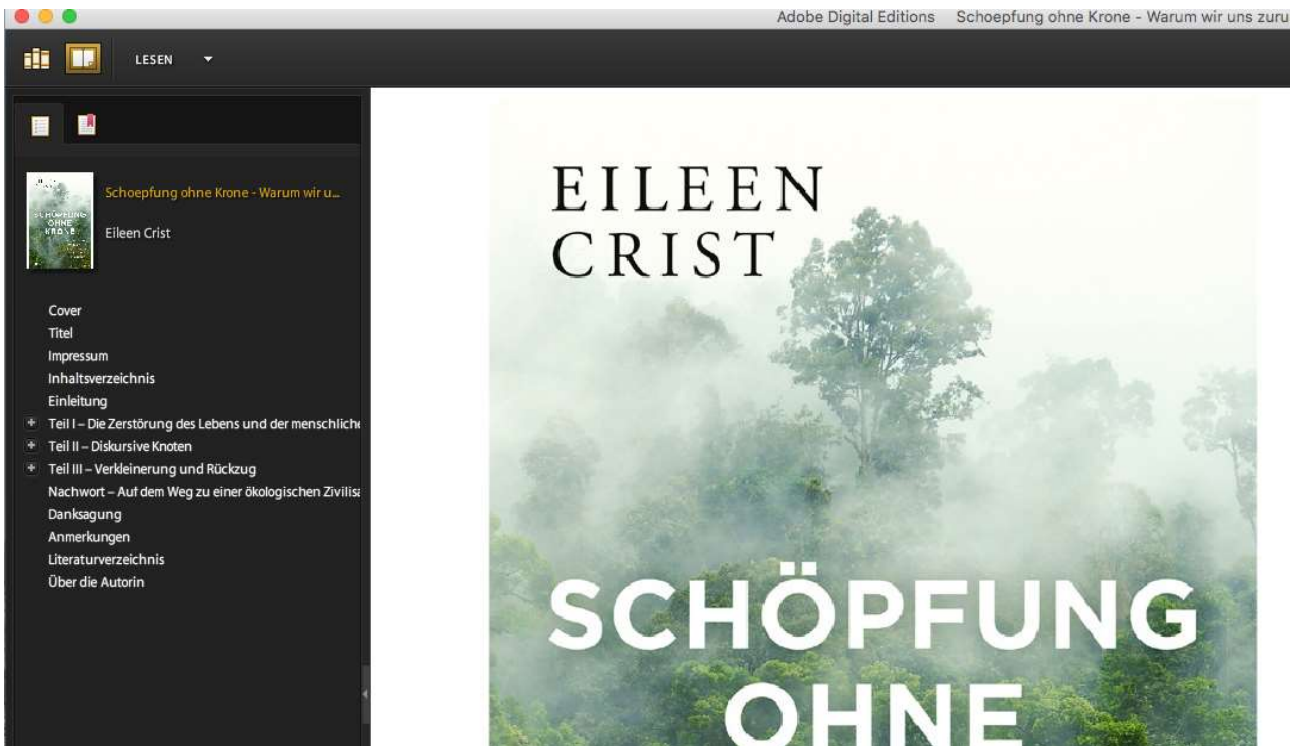 Adobe Digital Editions Schoepfung ohne Krone - Warum wir uns zuru
LESEN
Schoepfung ohne Krone - Warum wir u...
SCHÖPFUNG
OHNE
KRONE
Eileen Crist
Cover
Titel
Impressum
Inhaltsverzeichnis
Einleitung
Teil I – Die Zerstörung des Lebens und der menschliche
Teil II – Diskursive Knoten
Teil III – Verkleinerung und Rückzug
Nachwort – Auf dem Weg zu einer ökologischen Zivilisa
Danksagung
Anmerkungen
Literaturverzeichnis
Über die Autorin
EILEEN
CRIST
SCHÖPFUNG
OHNE